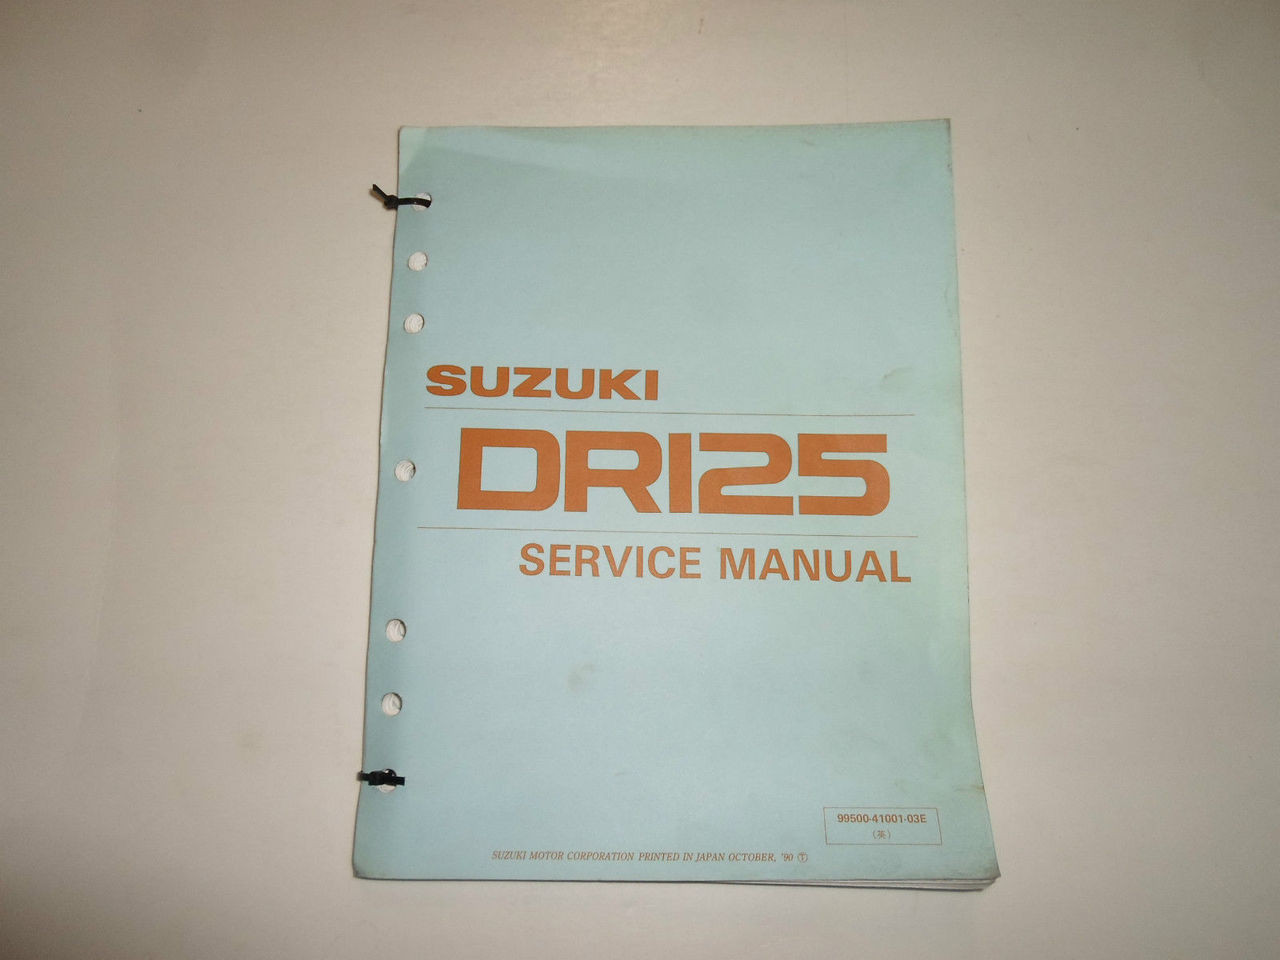 SUZUKI
DR125
SERVICE MANUAL
99500-41001-03E
(英)
SUZUKI MOTOR CORPORATION PRINTED IN JAPAN OCTOBER, '90 Ⓣ